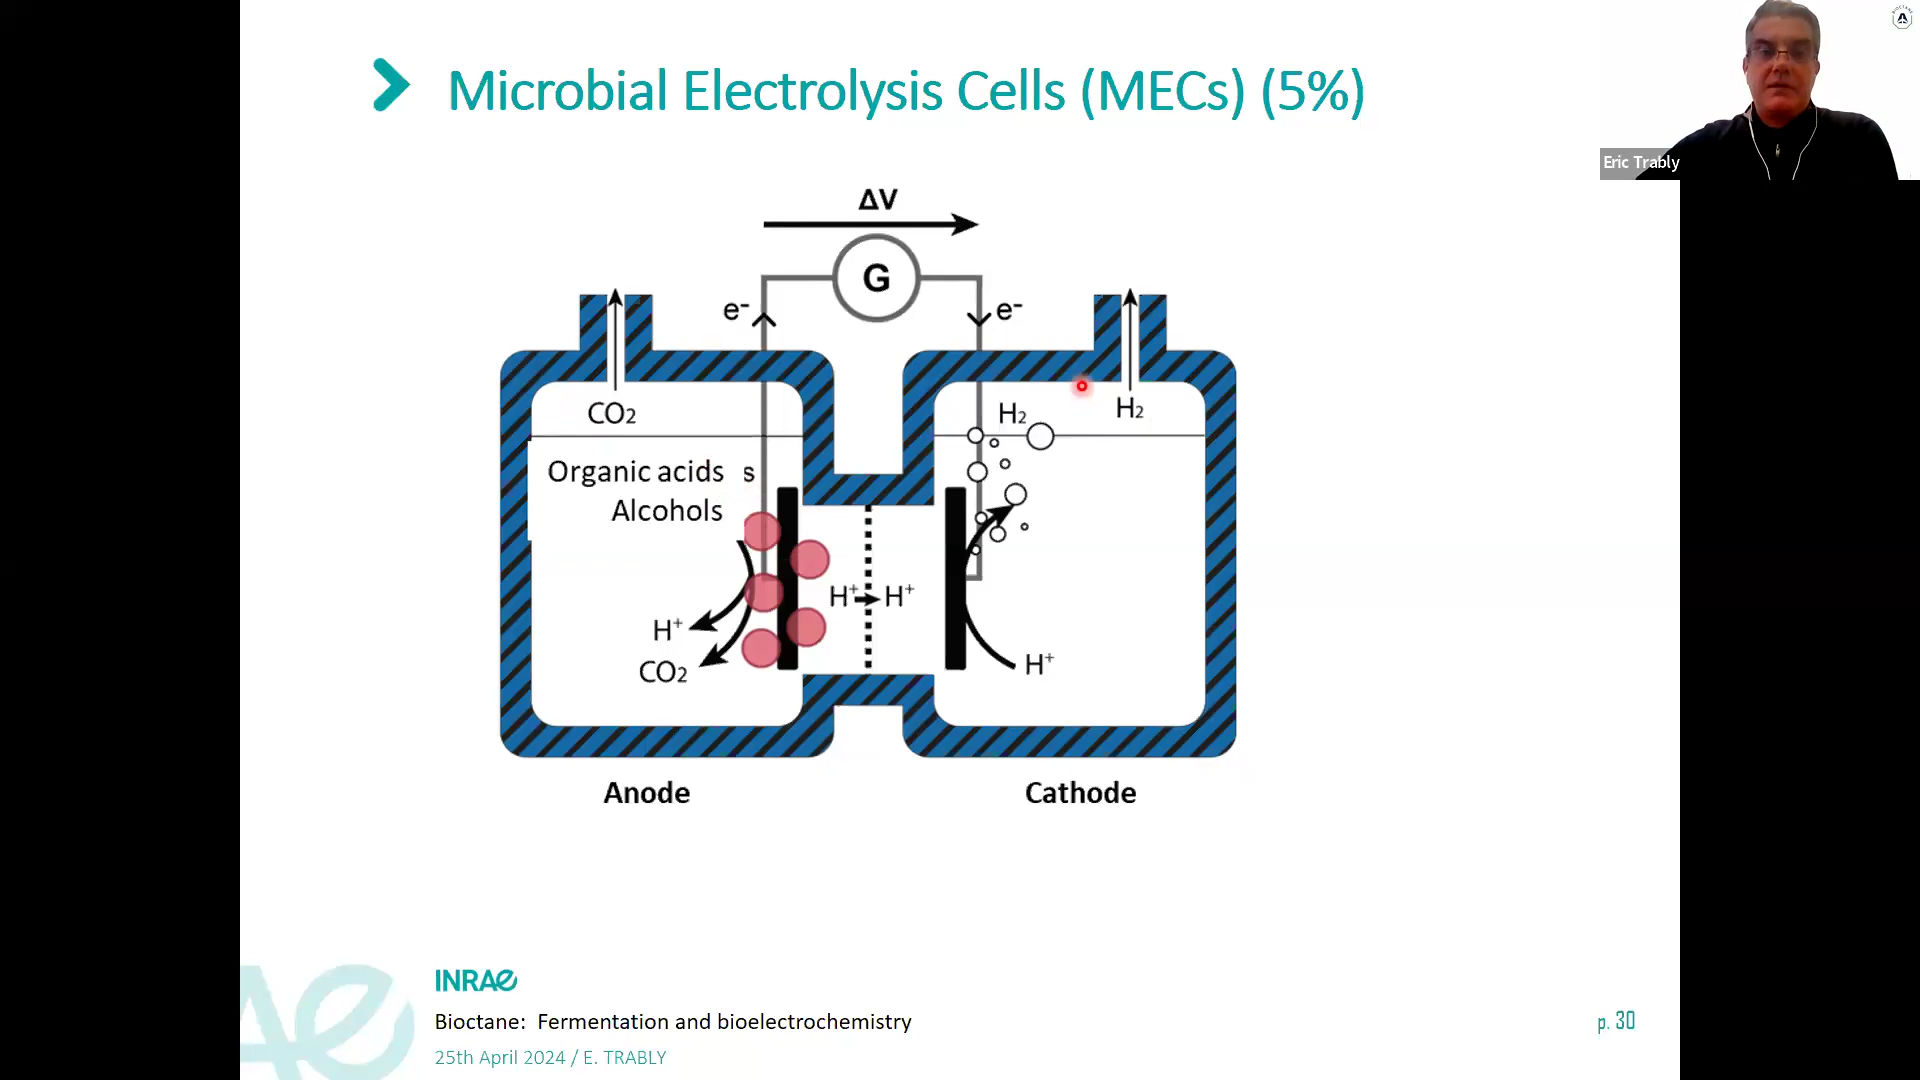 Microbial Electrolysis Cells (MECs) (5%)
Eric Trably
ΔV
G
e-
e-
CO2
H2
H2
Organic acids s
Alcohols
H+
H+
H+
CO2
H+
Anode
Cathode
INRAE
Bioctane: Fermentation and bioelectrochemistry
p. 30
25th April 2024 / E. TRABLY